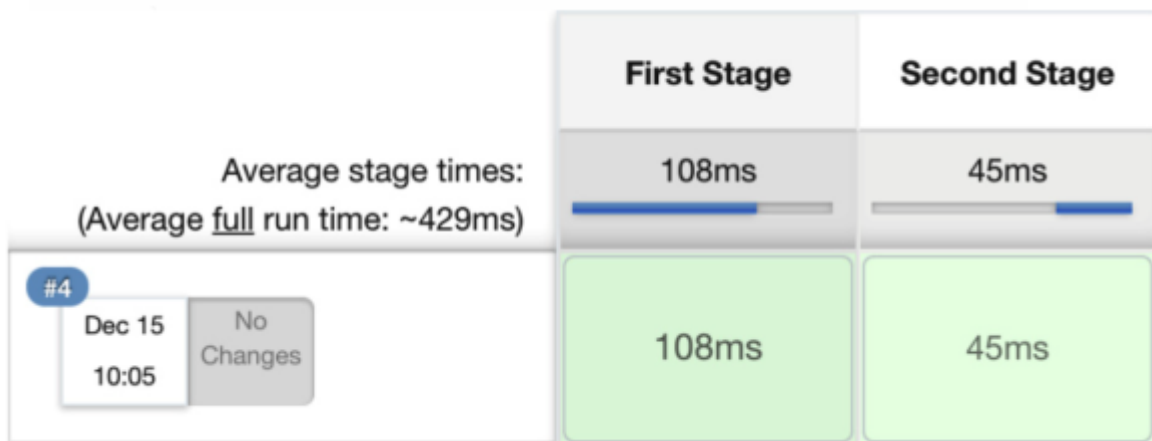 First Stage
Second Stage
Average stage times:
(Average full run time: ~429ms)
108ms
45ms
#4
Dec 15
10:05
No
Changes
108ms
45ms